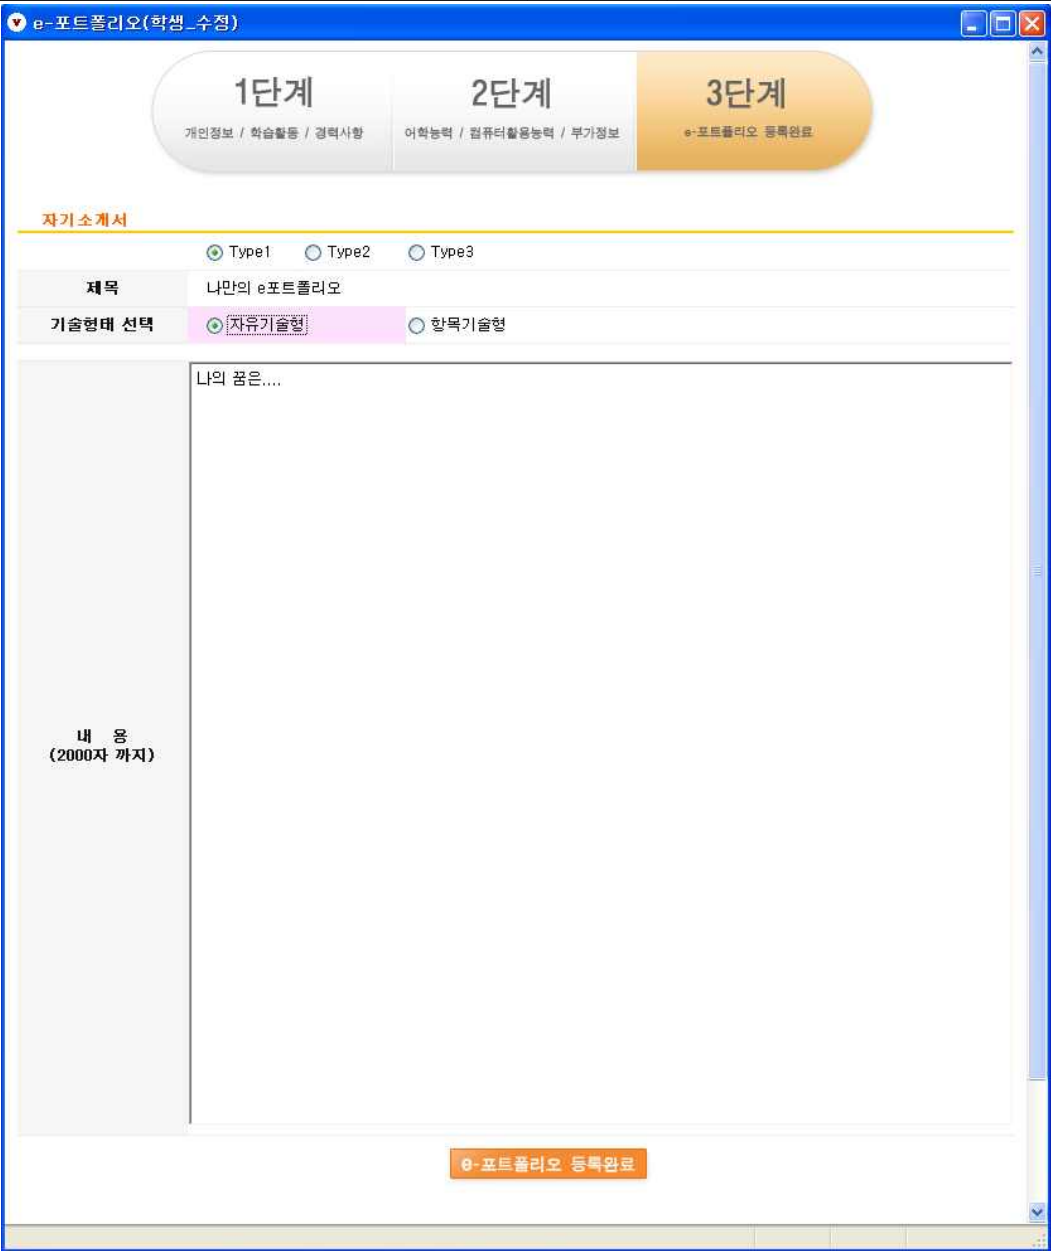 e-포트폴리오(학생_수정)
1단계 2단계 3단계
개인정보 / 학습활동 / 경력사항 어학능력 / 컴퓨터활용능력 / 부가정보 e-포트폴리오 등록완료
자기소개서
Type1 Type2 Type3
제목 나만의 e포트폴리오
기술형태 선택 자유기술형 항목기술형
나의 꿈은....
내 용
(2000자 까지)
e-포트폴리오 등록완료